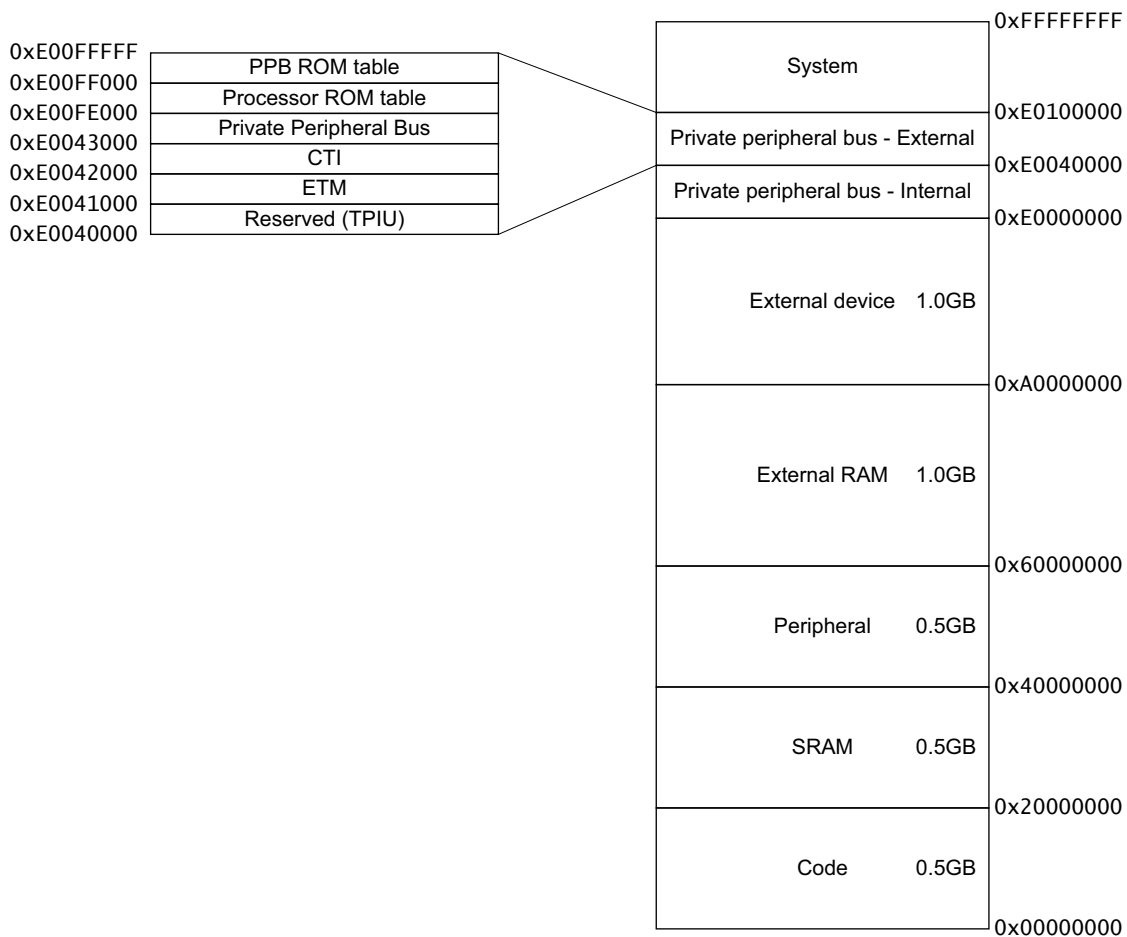 0xE00FFFFF
PPB ROM table
0xE00FF000
Processor ROM table
0xE00FE000
Private Peripheral Bus
0xE0043000
CTI
0xE0042000
ETM
0xE0041000
Reserved (TPIU)
0xE0040000
0xFFFFFFFF
System
0xE0100000
Private peripheral bus - External
0xE0040000
Private peripheral bus - Internal
0xE0000000
External device 1.0GB
0xA0000000
External RAM 1.0GB
0x60000000
Peripheral 0.5GB
0x40000000
SRAM 0.5GB
0x20000000
Code 0.5GB
0x00000000